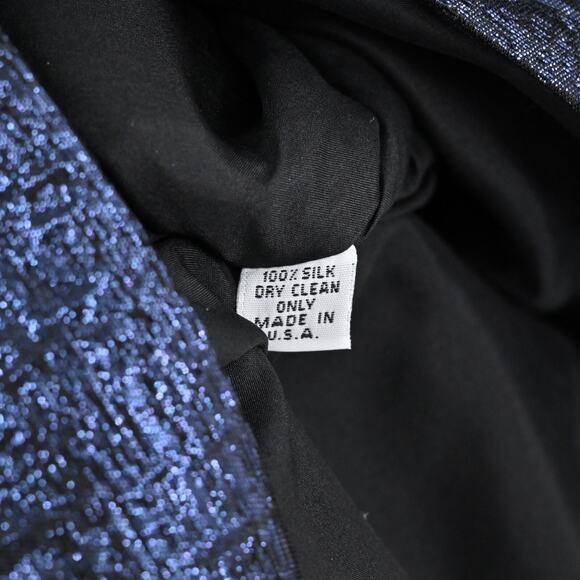 100% SILK
DRY CLEAN
ONLY
MADE IN
U.S.A.